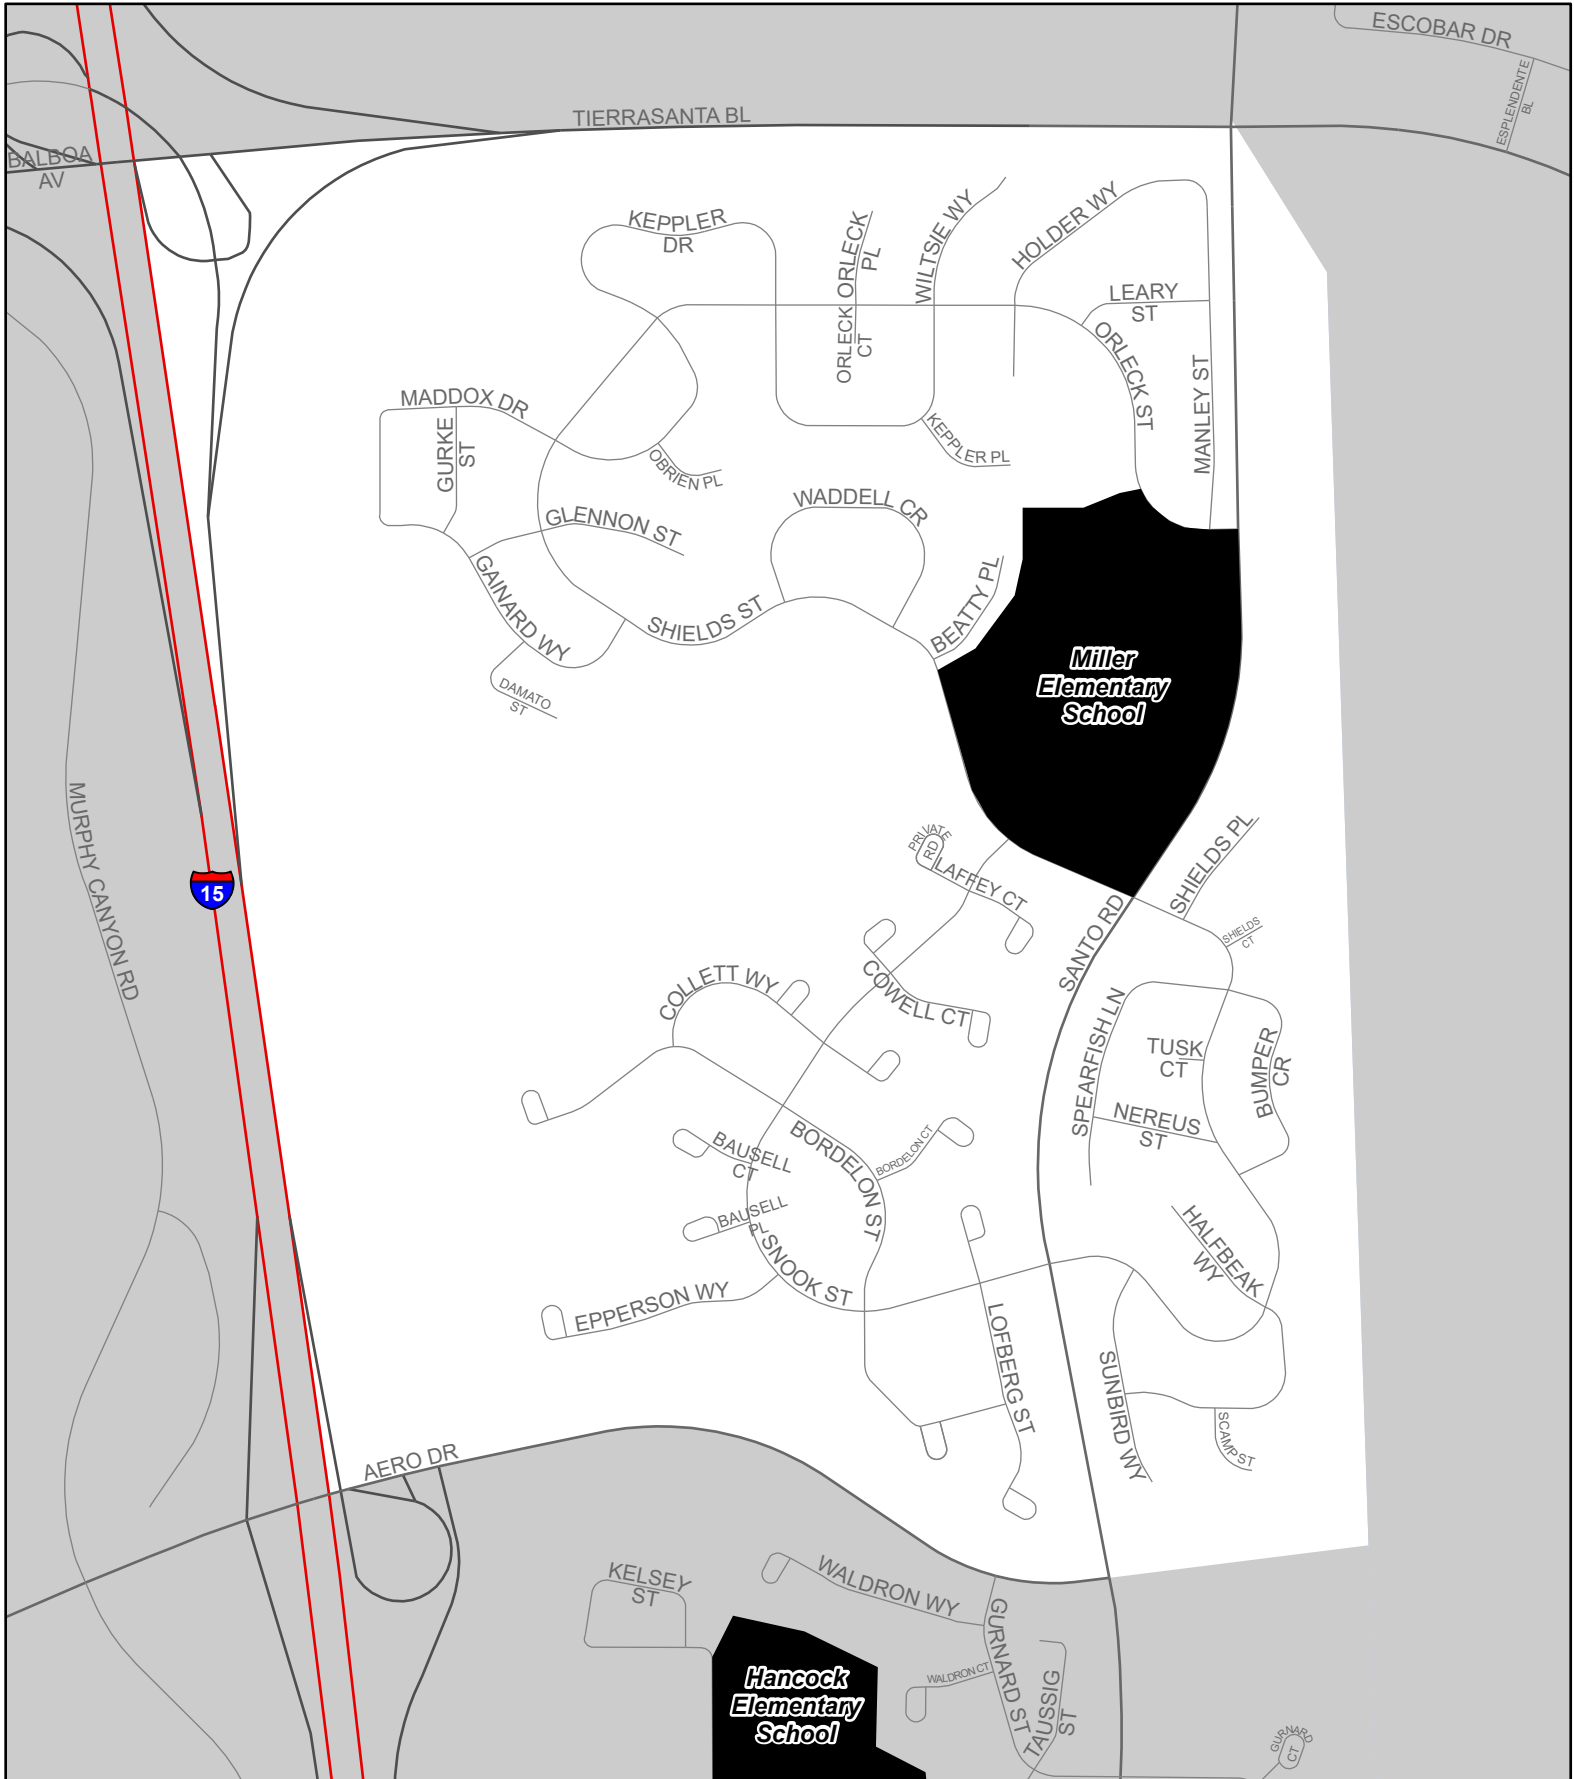 ESCOBAR DR
ESPLENDENTE
BL
TIERRASANTA BL
BALBOA
AV
KEPPLER
DR
ORLECK
PL
ORLECK
CT
WILTSIE WY
HOLDER WY
LEARY
ST
ORLECK ST
MANLEY ST
MADDOX DR
GURKE
ST
OBRIEN PL
KEPPLER PL
GLENNON ST
WADDELL CR
GAINARD WY
SHIELDS ST
BEATTY PL
DAMATO
ST
Miller
Elementary
School
MURPHY CANYON RD
15
PRIVATE
RD
LAFFEY CT
SHIELDS PL
SANTO RD
SHIELDS
CT
COLLETT WY
COWELL CT
SPEARFISH LN
TUSK
CT
BUMPER
CR
NEREUS
ST
BAUSELL
CT
BORDELON ST
BORDELON CT
BAUSELL
PL
SNOOK ST
EPPERSON WY
HALFBEAK
WY
LOFBERG ST
SUNBIRD WY
SCAMP ST
AERO DR
KELSEY
ST
WALDRON WY
GURNARD ST
WALDRON CT
TAUSSIG
ST
Hancock
Elementary
School
GURNARD
CT